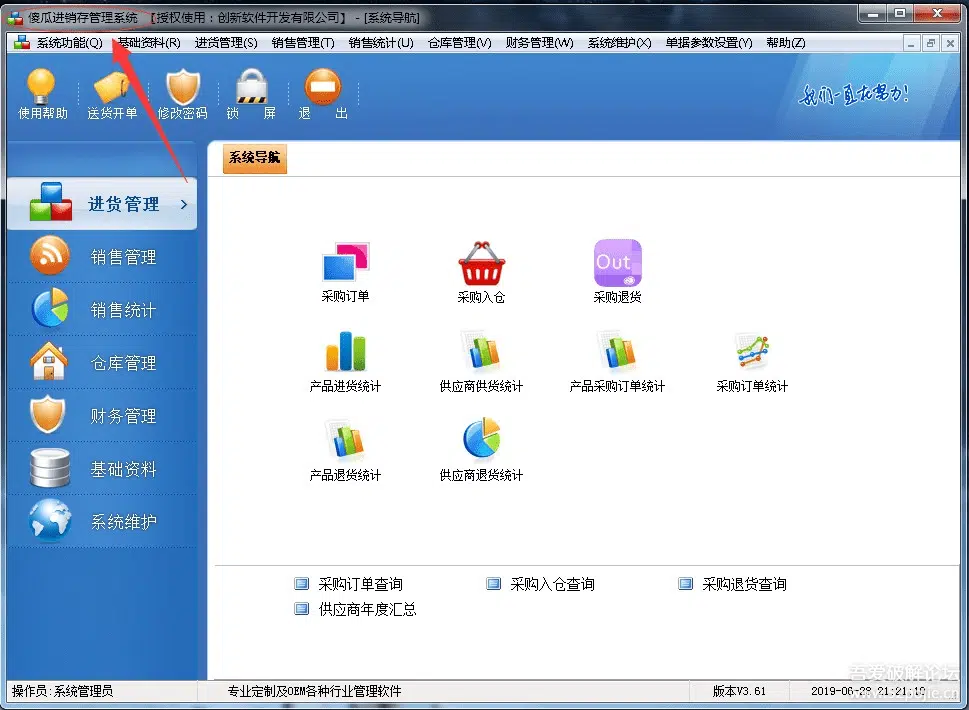 傻瓜进销存管理系统 【授权使用：创新软件开发有限公司】 - [系统导航]
系统功能(Q) 基础资料(R) 进货管理(S) 销售管理(T) 销售统计(U) 仓库管理(V) 财务管理(W) 系统维护(X) 单据参数设置(Y) 帮助(Z)
使用帮助 送货开单 修改密码 锁 屏 退 出
我们一直在努力!
系统导航
进货管理
销售管理
销售统计
仓库管理
财务管理
基础资料
系统维护
Out
采购订单 采购入仓 采购退货
产品进货统计 供应商供货统计 产品采购订单统计 采购订单统计
产品退货统计 供应商退货统计
采购订单查询 采购入仓查询 采购退货查询
供应商年度汇总
吾爱破解论坛
操作员:系统管理员 专业定制及OEM各种行业管理软件 版本V3.61